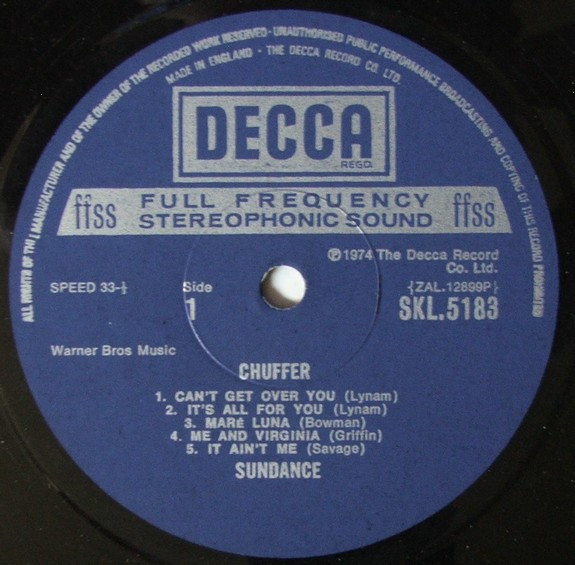 ALL RIGHTS OF THE MANUFACTURER AND OF THE OWNER OF THE RECORDED WORK RESERVED · UNAUTHORISED PUBLIC PERFORMANCE BROADCASTING AND COPYING OF THIS RECORD PROHIBITED
MADE IN ENGLAND · THE DECCA RECORD CO. LTD.
DECCA
REGD.
ffss FULL FREQUENCY STEREOPHONIC SOUND ffss
℗1974 The Decca Record
Co. Ltd.
SPEED 33-⅓ Side {ZAL.12899P}
1 SKL.5183
Warner Bros Music
CHUFFER
1. CAN'T GET OVER YOU (Lynam)
2. IT'S ALL FOR YOU (Lynam)
3. MARé LUNA (Bowman)
4. ME AND VIRGINIA (Griffin)
5. IT AIN'T ME (Savage)
SUNDANCE